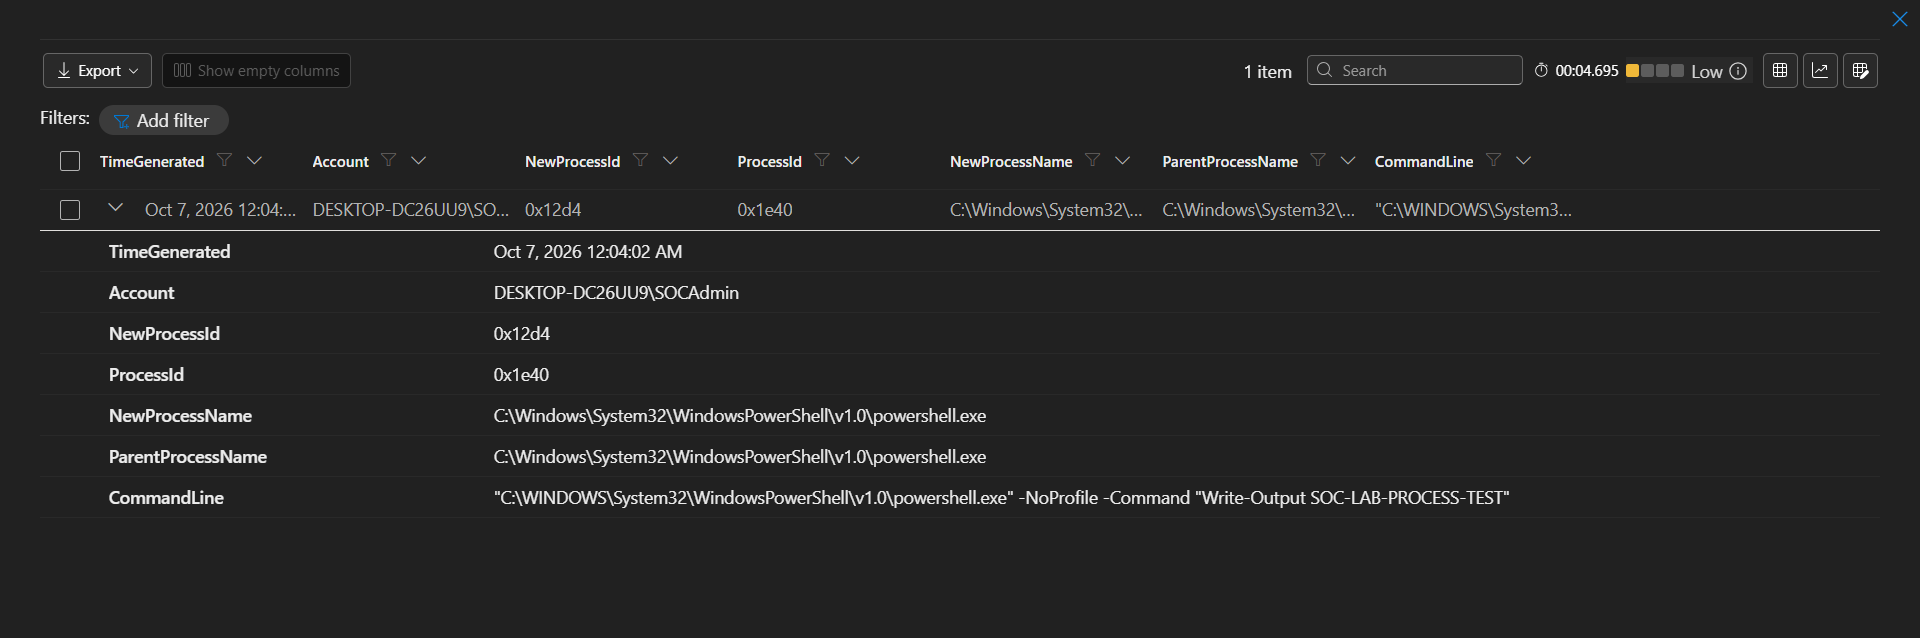 Export Show empty columns 1 item Search 00:04.695 Low
Filters: Add filter
TimeGenerated Account NewProcessId ProcessId NewProcessName ParentProcessName CommandLine
Oct 7, 2026 12:04:... DESKTOP-DC26UU9\SO... 0x12d4 0x1e40 C:\Windows\System32\... C:\Windows\System32\... "C:\WINDOWS\System3...
TimeGenerated Oct 7, 2026 12:04:02 AM
Account DESKTOP-DC26UU9\SOCAdmin
NewProcessId 0x12d4
ProcessId 0x1e40
NewProcessName C:\Windows\System32\WindowsPowerShell\v1.0\powershell.exe
ParentProcessName C:\Windows\System32\WindowsPowerShell\v1.0\powershell.exe
CommandLine "C:\WINDOWS\System32\WindowsPowerShell\v1.0\powershell.exe" -NoProfile -Command "Write-Output SOC-LAB-PROCESS-TEST"